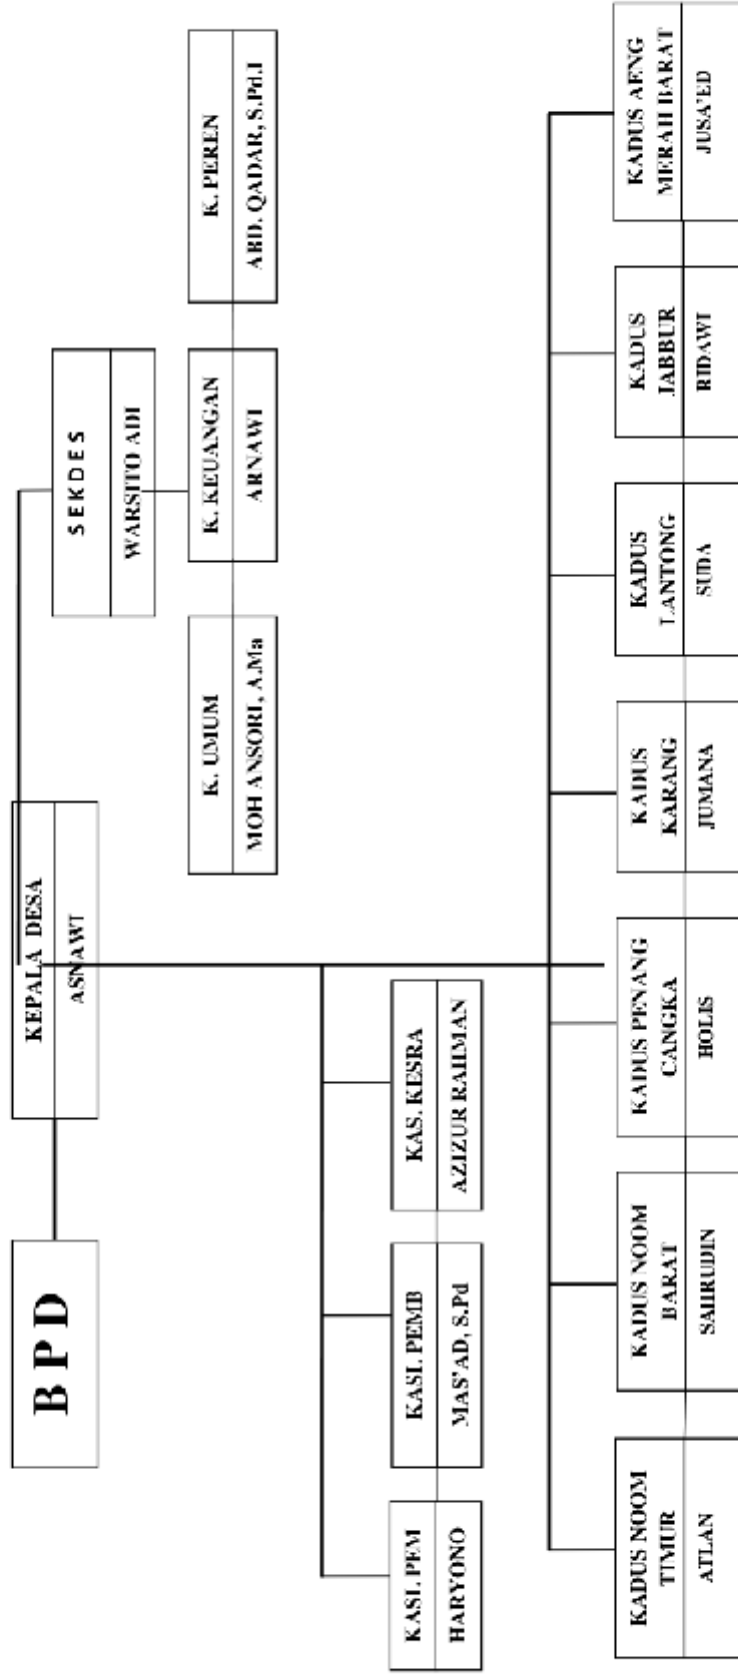 B P D
KEPALA DESA
ASNAWI
SEKDES
WARSITO ADI
K. UMUM
MOH ANSORI, A.Ma
K. KEUANGAN
ARNAWI
K. PEREN
ABD. QADAR, S.Pd.I
KASI. PEM
HARYONO
KASI. PEMB
MAS'AD, S.Pd
KAS. KESRA
AZIZUR RAHMAN
KADUS NOOM
TIMUR
ATLAN
KADUS NOOM
BARAT
SAHRUDIN
KADUS PENANG
CANGKA
HOLIS
KADUS
KARANG
JUMANA
KADUS
LANTONG
SUDA
KADUS
JABBUR
RIDAWI
KADUS AENG
MERAH BARAT
JUSA'ED